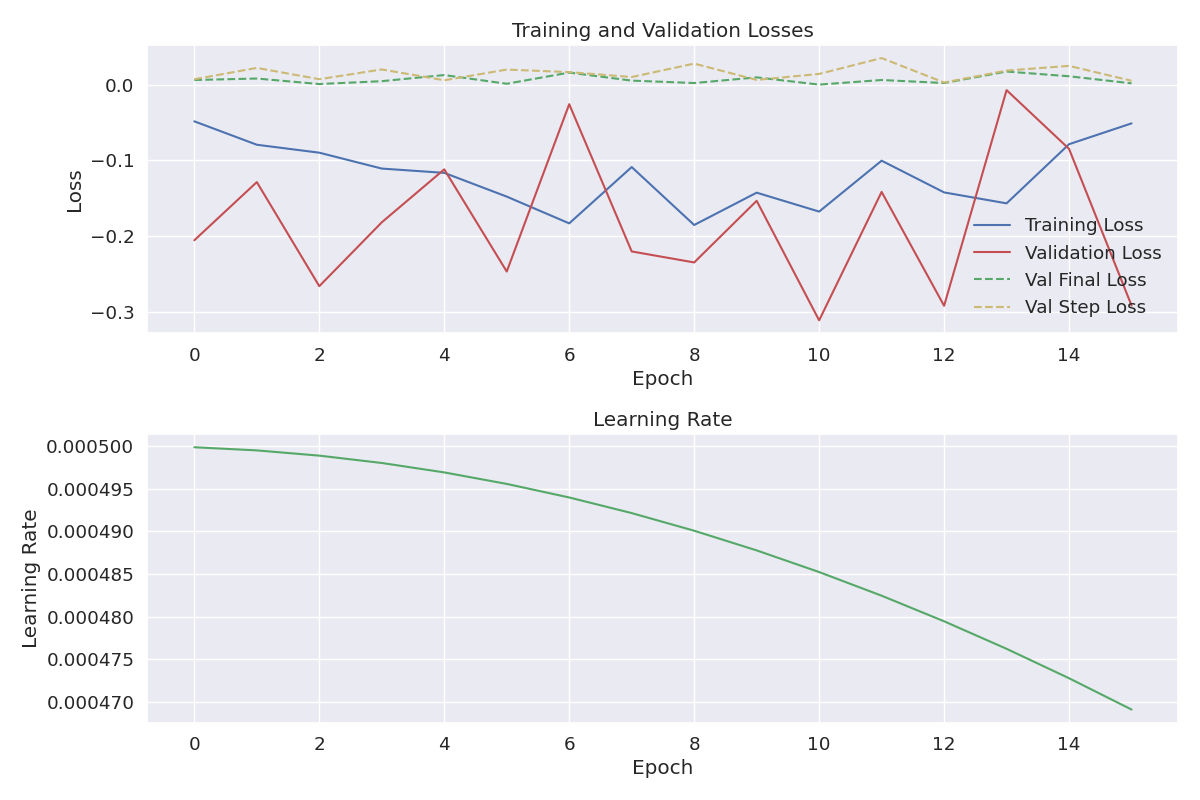 Training and Validation Losses
Loss
0.0
−0.1
−0.2
−0.3
Training Loss
Validation Loss
Val Final Loss
Val Step Loss
0 2 4 6 8 10 12 14
Epoch
Learning Rate
Learning Rate
0.000500
0.000495
0.000490
0.000485
0.000480
0.000475
0.000470
0 2 4 6 8 10 12 14
Epoch